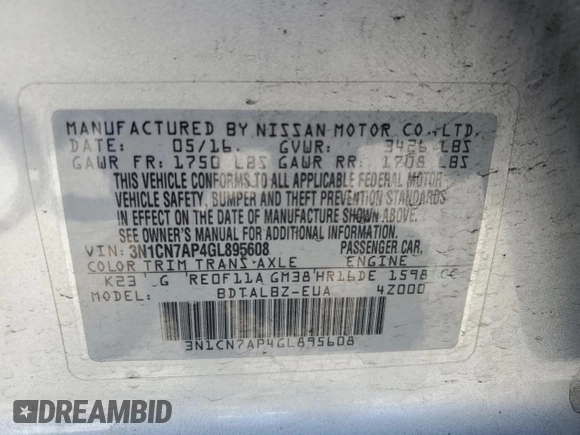 MANUFACTURED BY NISSAN MOTOR CO.,LTD.
DATE: 05/16. GVWR: 3426 LBS
GAWR FR: 1750 LBS GAWR RR: 1708 LBS
THIS VEHICLE CONFORMS TO ALL APPLICABLE FEDERAL MOTOR
VEHICLE SAFETY, BUMPER AND THEFT PREVENTION STANDARDS
IN EFFECT ON THE DATE OF MANUFACTURE SHOWN ABOVE.
SEE OWNER'S MANUAL FOR ADDITIONAL INFORMATION.
VIN: 3N1CN7AP4GL895608 PASSENGER CAR.
COLOR TRIM TRANS-AXLE ENGINE
K23 G RE0F11A GM38 HR16DE 1598 CC
MODEL: BDTALBZ-EUA 4Z000
3N1CN7AP4GL895608
DREAMBID